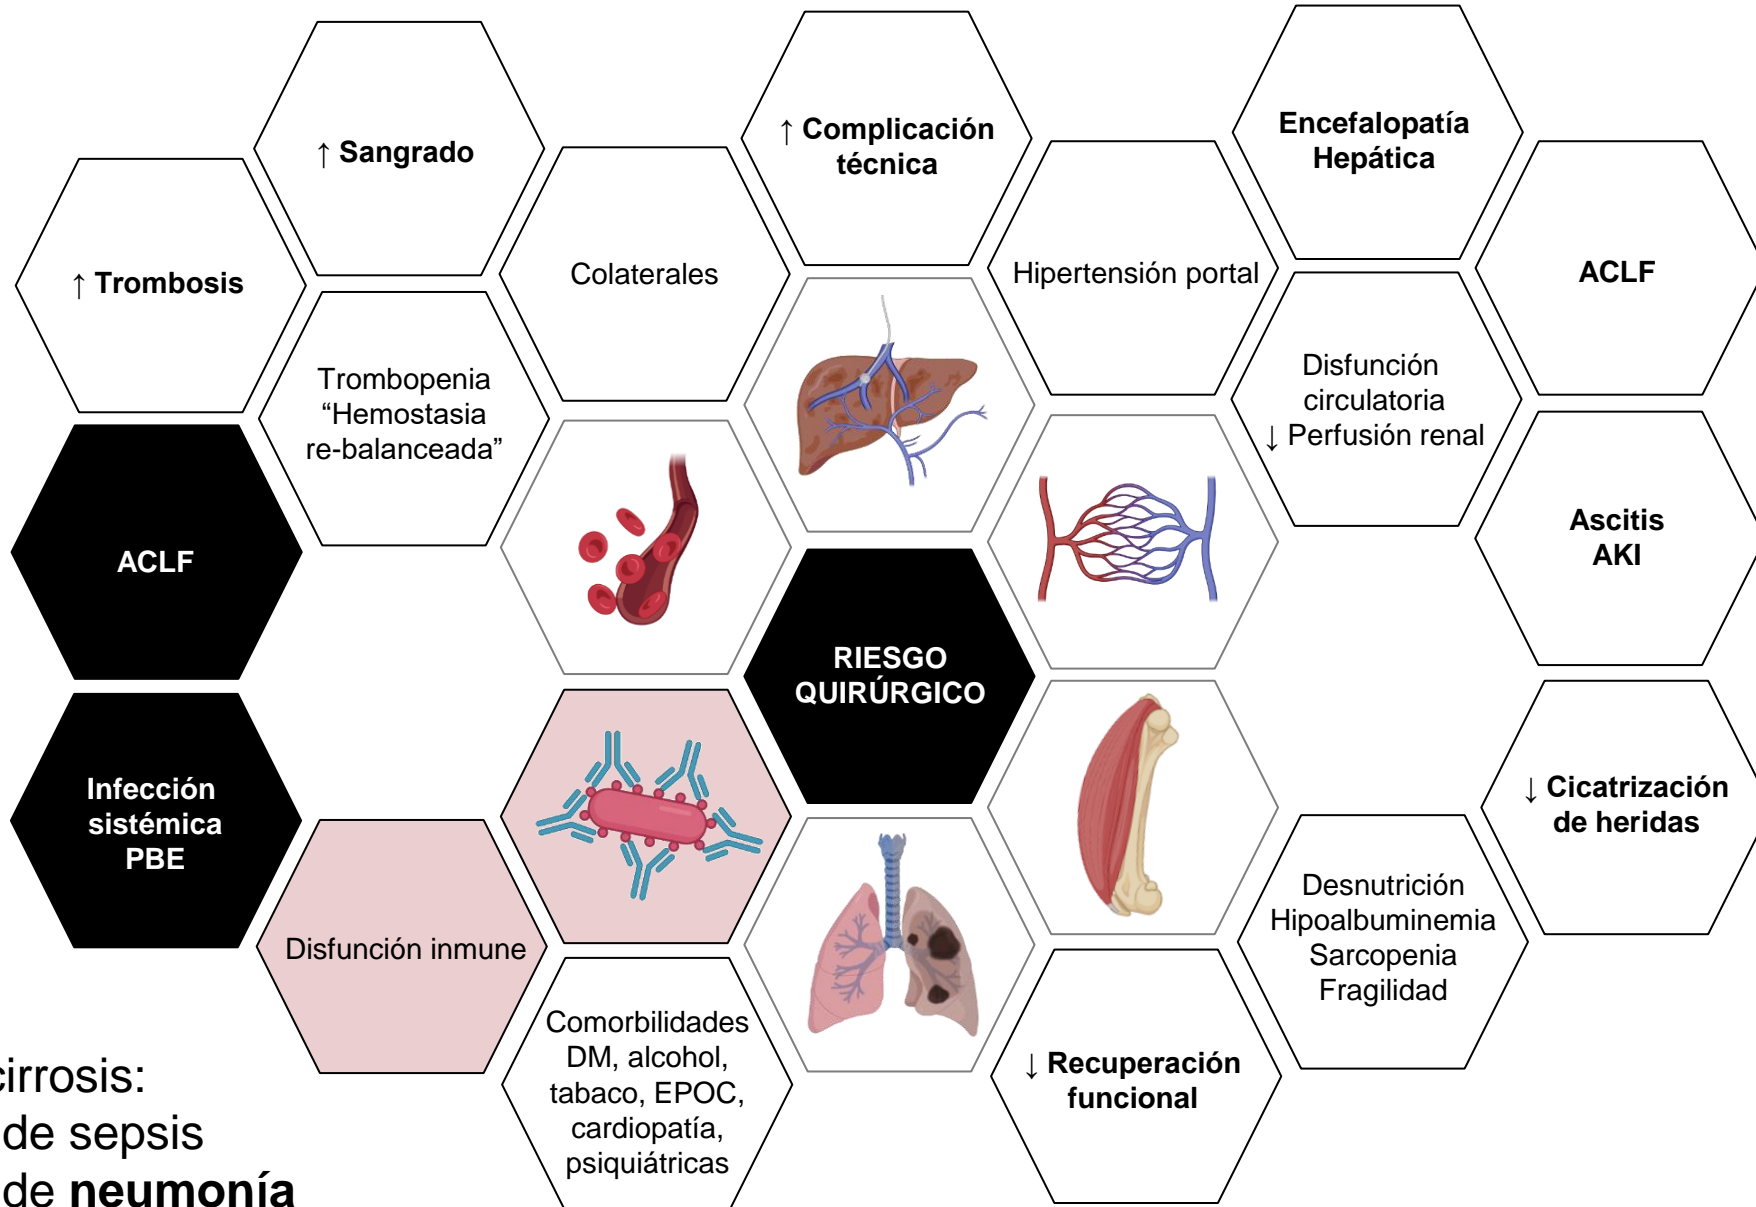 ↑ Sangrado
↑ Complicación
técnica
Encefalopatía
Hepática
↑ Trombosis
Colaterales
Hipertensión portal
ACLF
Trombopenia
“Hemostasia
re-balanceada”
Disfunción
circulatoria
↓ Perfusión renal
ACLF
Ascitis
AKI
RIESGO
QUIRÚRGICO
Infección
sistémica
PBE
↓ Cicatrización
de heridas
Disfunción inmune
Desnutrición
Hipoalbuminemia
Sarcopenia
Fragilidad
Comorbilidades
DM, alcohol,
tabaco, EPOC,
cardiopatía,
psiquiátricas
↓ Recuperación
funcional
cirrosis:
de sepsis
de neumonía